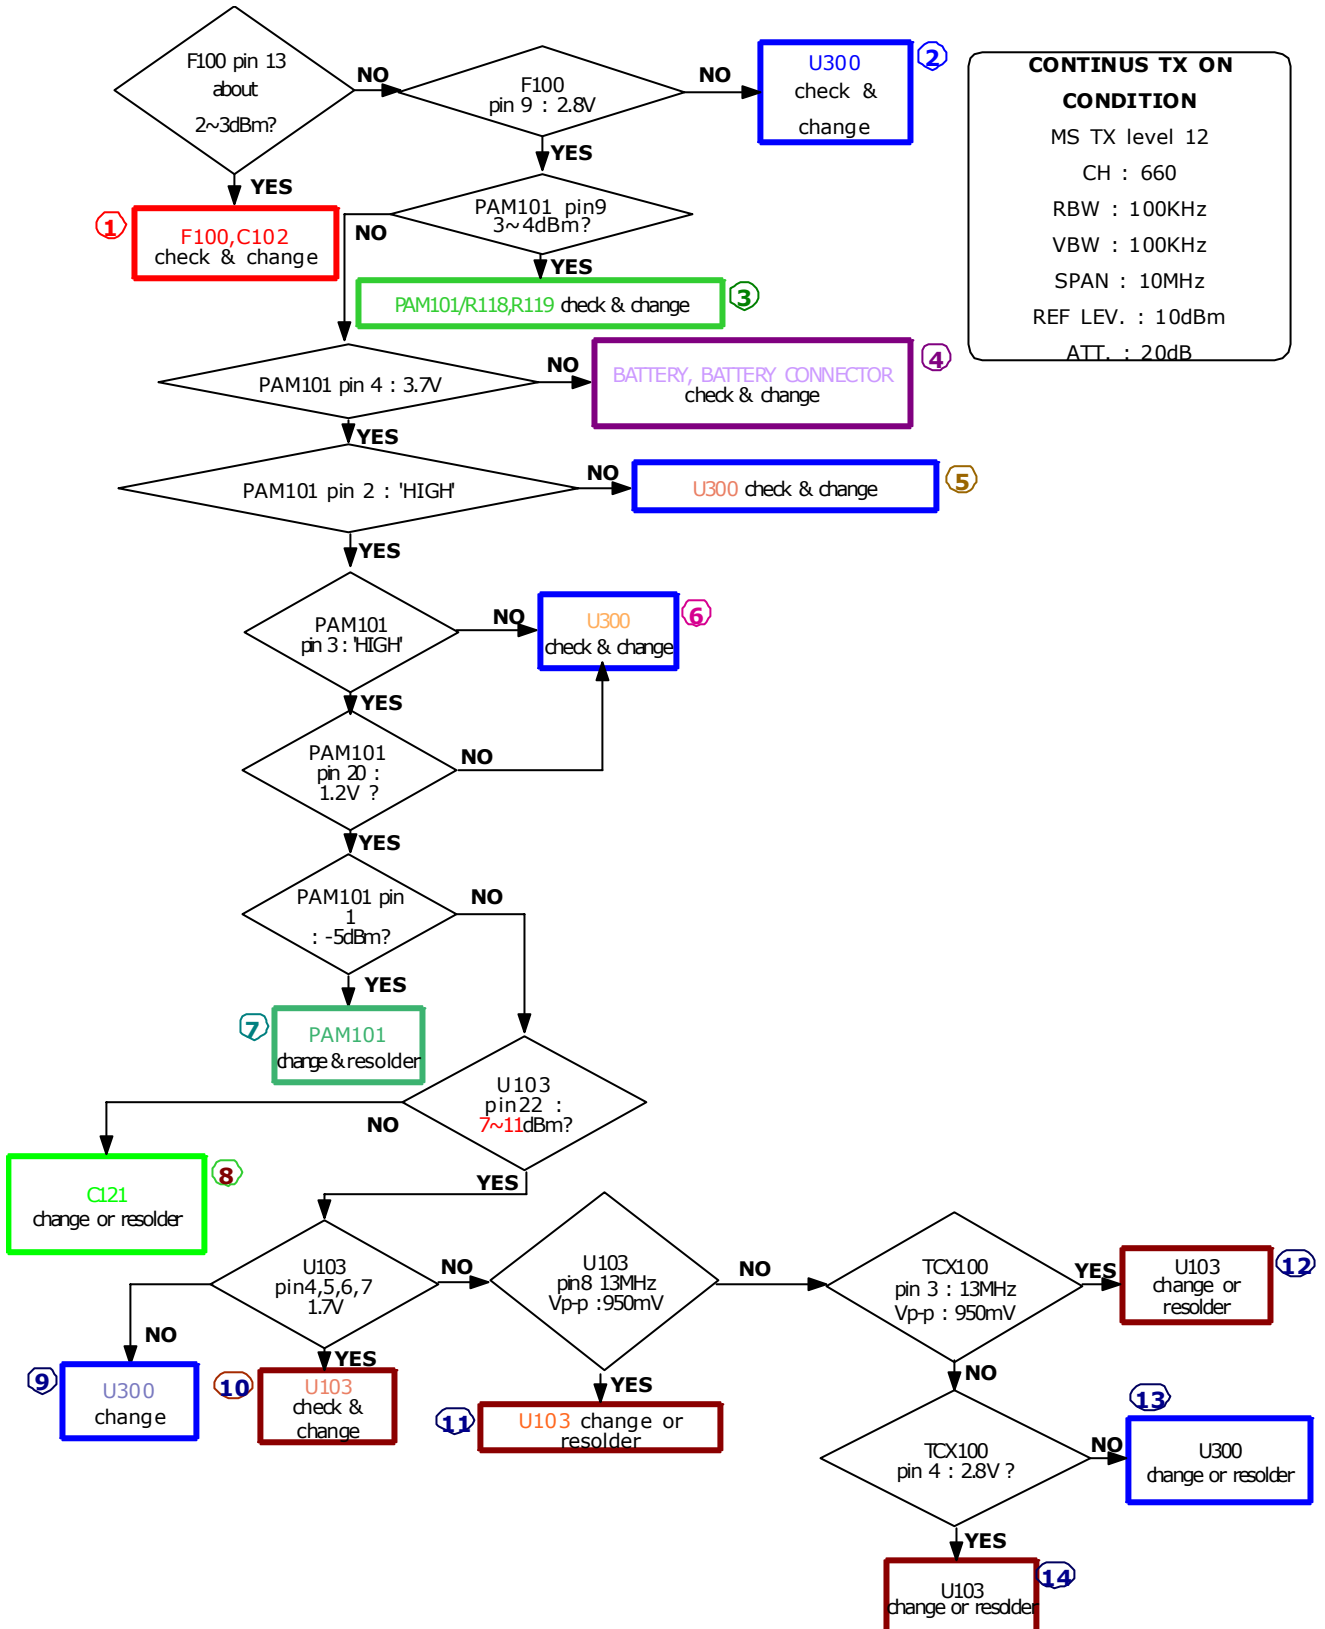 F100 pin 13
about
2~3dBm?
NO
F100
pin 9 : 2.8V
NO
U300
check &
change
2
CONTINUS TX ON
CONDITION
MS TX level 12
CH : 660
RBW : 100KHz
VBW : 100KHz
SPAN : 10MHz
REF LEV. : 10dBm
ATT. : 20dB
YES
YES
1
F100,C102
check & change
PAM101 pin9
3~4dBm?
NO
YES
PAM101/R118,R119 check & change
3
PAM101 pin 4 : 3.7V
NO
BATTERY, BATTERY CONNECTOR
check & change
4
YES
PAM101 pin 2 : 'HIGH'
NO
U300 check & change
5
YES
PAM101
pin 3 : 'HIGH'
NO
U300
check & change
6
YES
PAM101
pin 20 :
1.2V ?
NO
YES
PAM101 pin
1
: -5dBm?
NO
YES
7
PAM101
change & resolder
U103
pin22 :
7~11dBm?
NO
8
C121
change or resolder
YES
U103
pin4,5,6,7
1.7V
NO
U103
pin8 13MHz
Vp-p :950mV
NO
TCX100
pin 3 : 13MHz
Vp-p : 950mV
YES
U103
change or
resolder
12
NO
9
U300
change
YES
10
U103
check &
change
YES
11
U103 change or
resolder
NO
TCX100
pin 4 : 2.8V ?
NO
13
U300
change or resolder
YES
U103
change or resolder
14